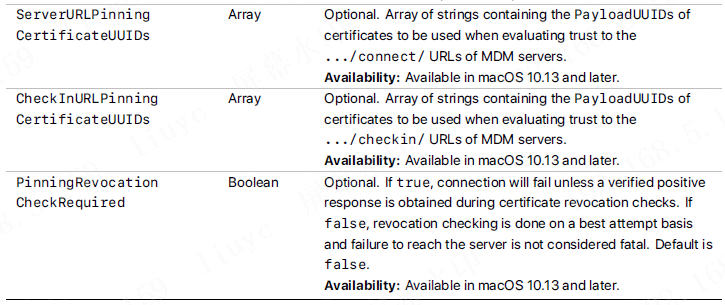 ServerURLPinning Array Optional. Array of strings containing the PayloadUUIDs of
CertificateUUIDs certificates to be used when evaluating trust to the
.../connect/ URLs of MDM servers.
Availability: Available in macOS 10.13 and later.
CheckInURLPinning Array Optional. Array of strings containing the PayloadUUIDs of
CertificateUUIDs certificates to be used when evaluating trust to the
.../checkin/ URLs of MDM servers.
Availability: Available in macOS 10.13 and later.
PinningRevocation Boolean Optional. If true, connection will fail unless a verified positive
CheckRequired response is obtained during certificate revocation checks. If
false, revocation checking is done on a best attempt basis
and failure to reach the server is not considered fatal. Default is
false.
Availability: Available in macOS 10.13 and later.